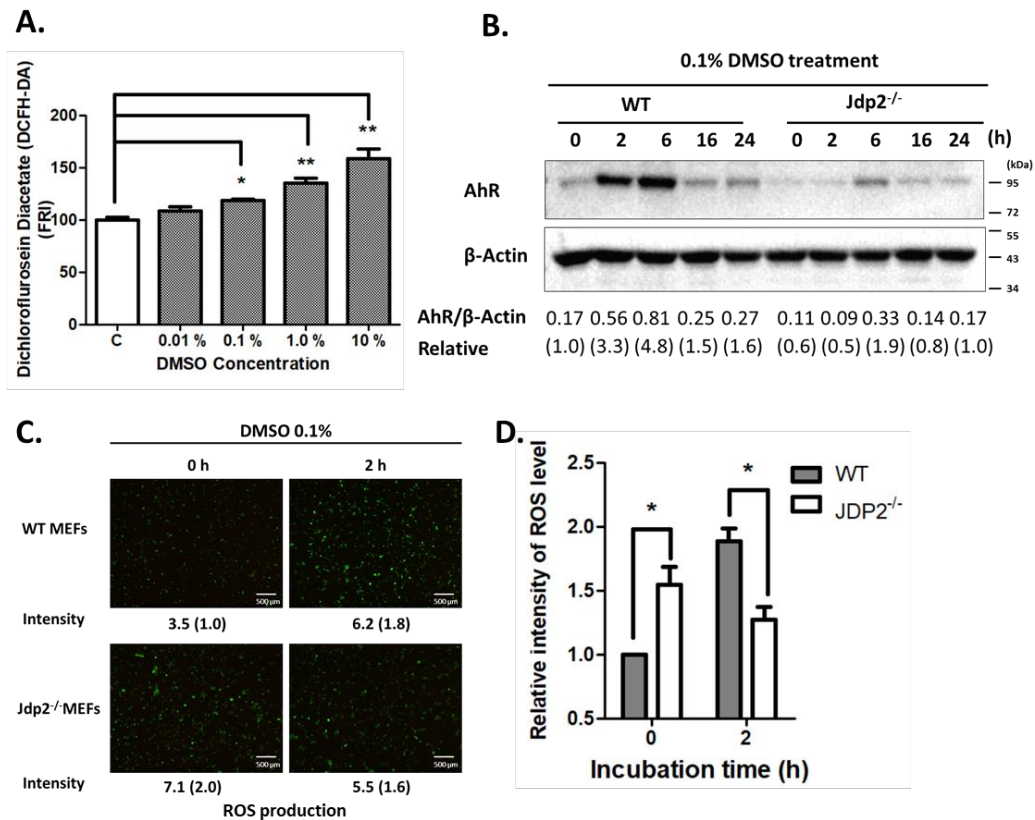 A.
Dichloroflurosein Diacetate (DCFH-DA)
(FRI)
200
150
100
50
0
*
**
**
C
0.01 %
0.1 %
1.0 %
10 %
DMSO Concentration
B.
0.1% DMSO treatment
WT
Jdp2-/-
0 2 6 16 24 0 2 6 16 24 (h)
(kDa)
AhR
95
72
β-Actin
55
43
34
AhR/β-Actin 0.17 0.56 0.81 0.25 0.27 0.11 0.09 0.33 0.14 0.17
Relative (1.0) (3.3) (4.8) (1.5) (1.6) (0.6) (0.5) (1.9) (0.8) (1.0)
C.
DMSO 0.1%
0 h 2 h
WT MEFs
500 μm 500 μm
Intensity 3.5 (1.0) 6.2 (1.8)
Jdp2-/-MEFs
500 μm 500 μm
Intensity 7.1 (2.0) 5.5 (1.6)
ROS production
D.
Relative intensity of ROS level
2.5
2.0
1.5
1.0
0.5
*
*
WT
JDP2-/-
0 2
Incubation time (h)